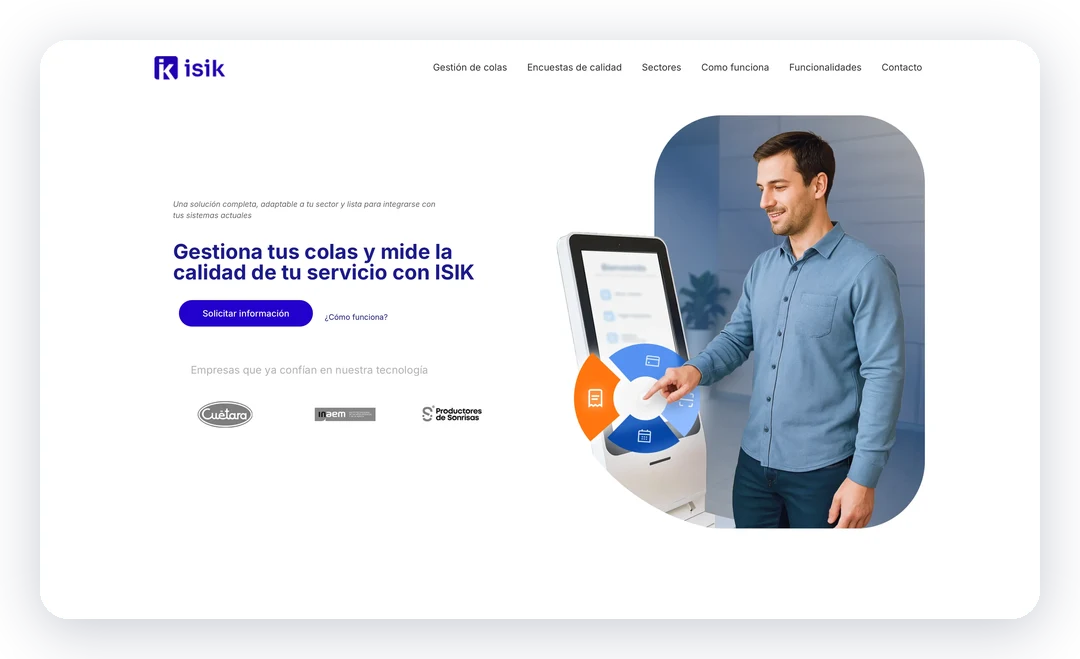 isik
Gestión de colas
Encuestas de calidad
Sectores
Como funciona
Funcionalidades
Contacto
Una solución completa, adaptable a tu sector y lista para integrarse con
tus sistemas actuales
Gestiona tus colas y mide la
calidad de tu servicio con ISIK
Solicitar información
¿Cómo funciona?
Empresas que ya confían en nuestra tecnología
Cuétara
inaem
Productores
de Sonrisas
Bienvenido